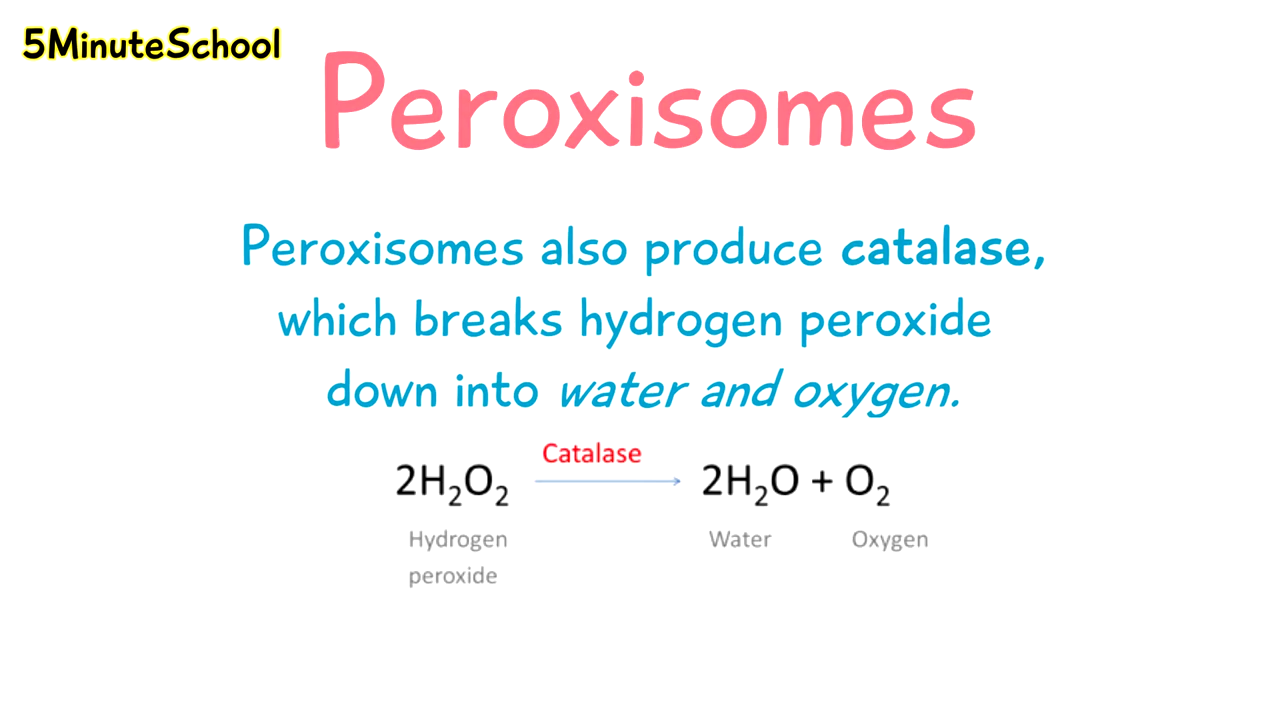 5MinuteSchool
Peroxisomes
Peroxisomes also produce catalase,
which breaks hydrogen peroxide
down into water and oxygen.
Catalase
2H₂O₂ → 2H₂O + O₂
Hydrogen peroxide
Water
Oxygen